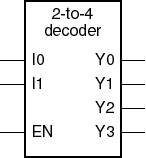 2-to-4
decoder
I0 Y0
I1 Y1
Y2
EN Y3